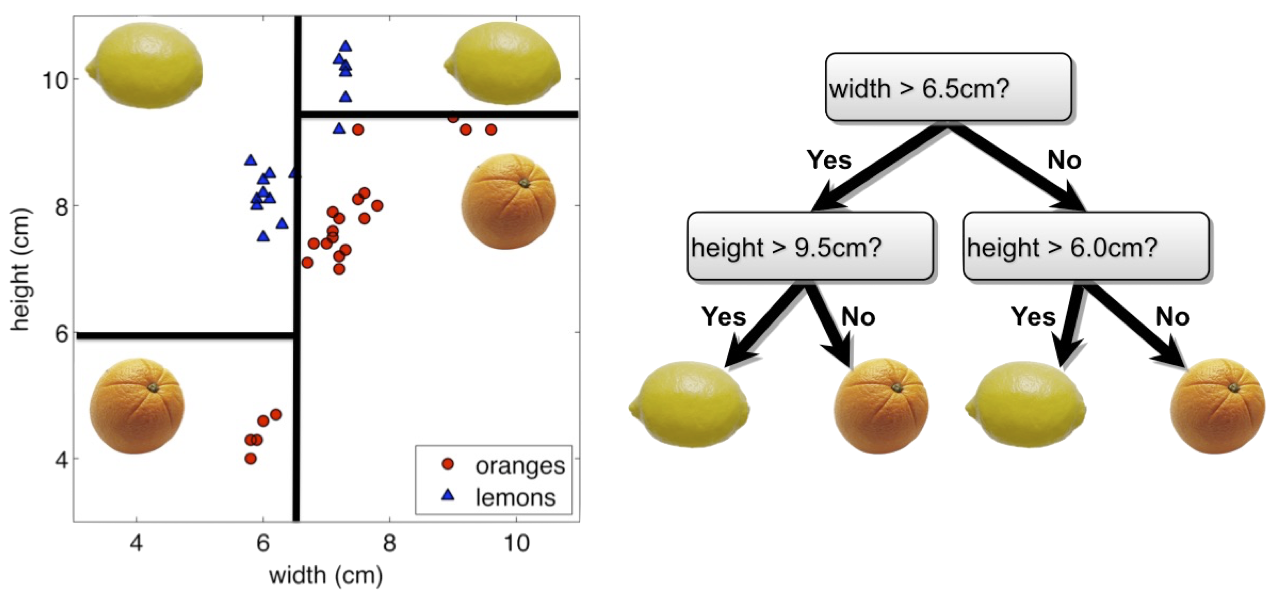 10
8
6
4
height (cm)
4 6 8 10
width (cm)
oranges
lemons
width > 6.5cm?
Yes No
height > 9.5cm? height > 6.0cm?
Yes No Yes No